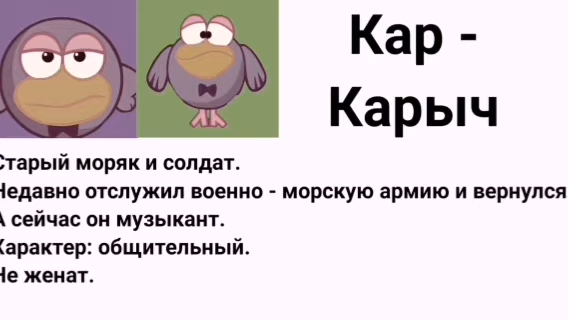 Кар -
Карыч
Старый моряк и солдат.
Недавно отслужил военно - морскую армию и вернулся
А сейчас он музыкант.
Характер: общительный.
Не женат.